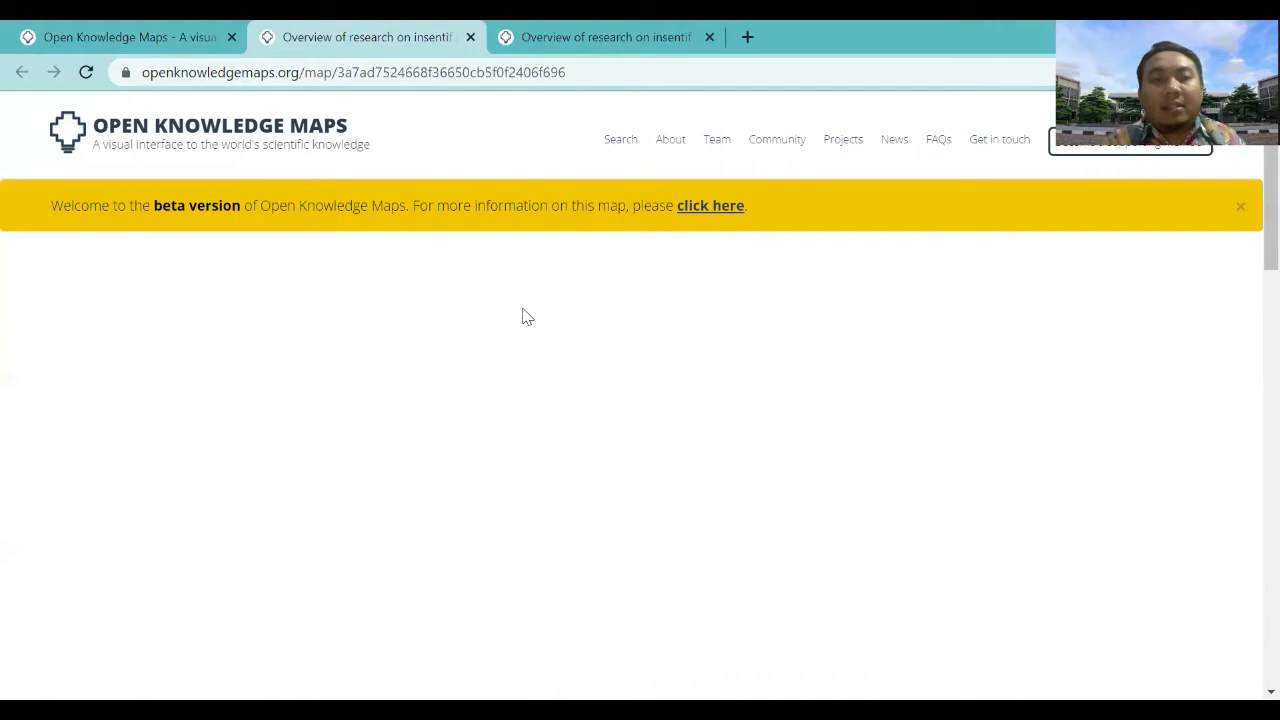 Open Knowledge Maps - A visua
Overview of research on insentif
Overview of research on insentif
openknowledgemaps.org/map/3a7ad7524668f36650cb5f0f2406f696
OPEN KNOWLEDGE MAPS
A visual interface to the world's scientific knowledge
Search About Team Community Projects News FAQs Get in touch
Welcome to the beta version of Open Knowledge Maps. For more information on this map, please click here.